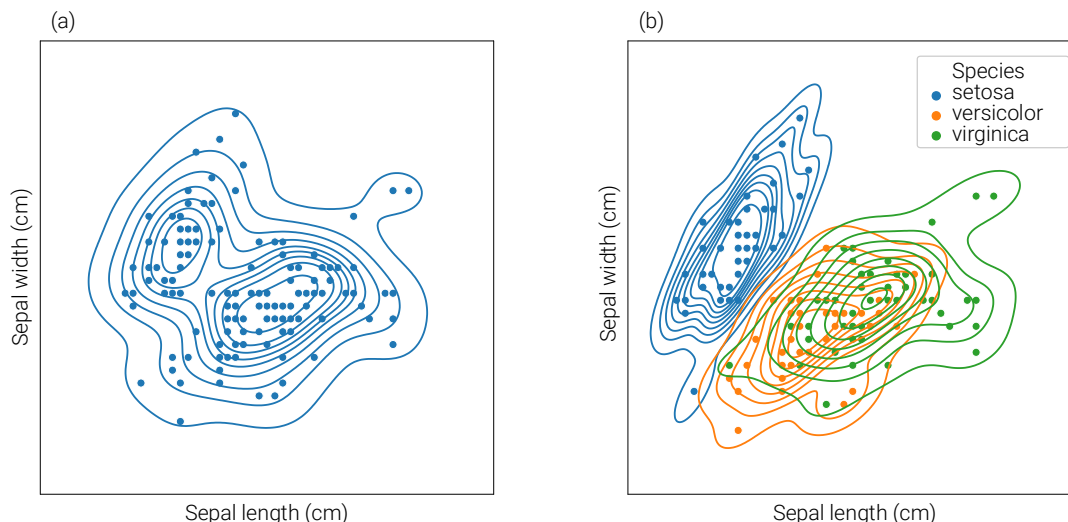 (a)
Sepal width (cm)
Sepal length (cm)
(b)
Species
setosa
versicolor
virginica
Sepal width (cm)
Sepal length (cm)